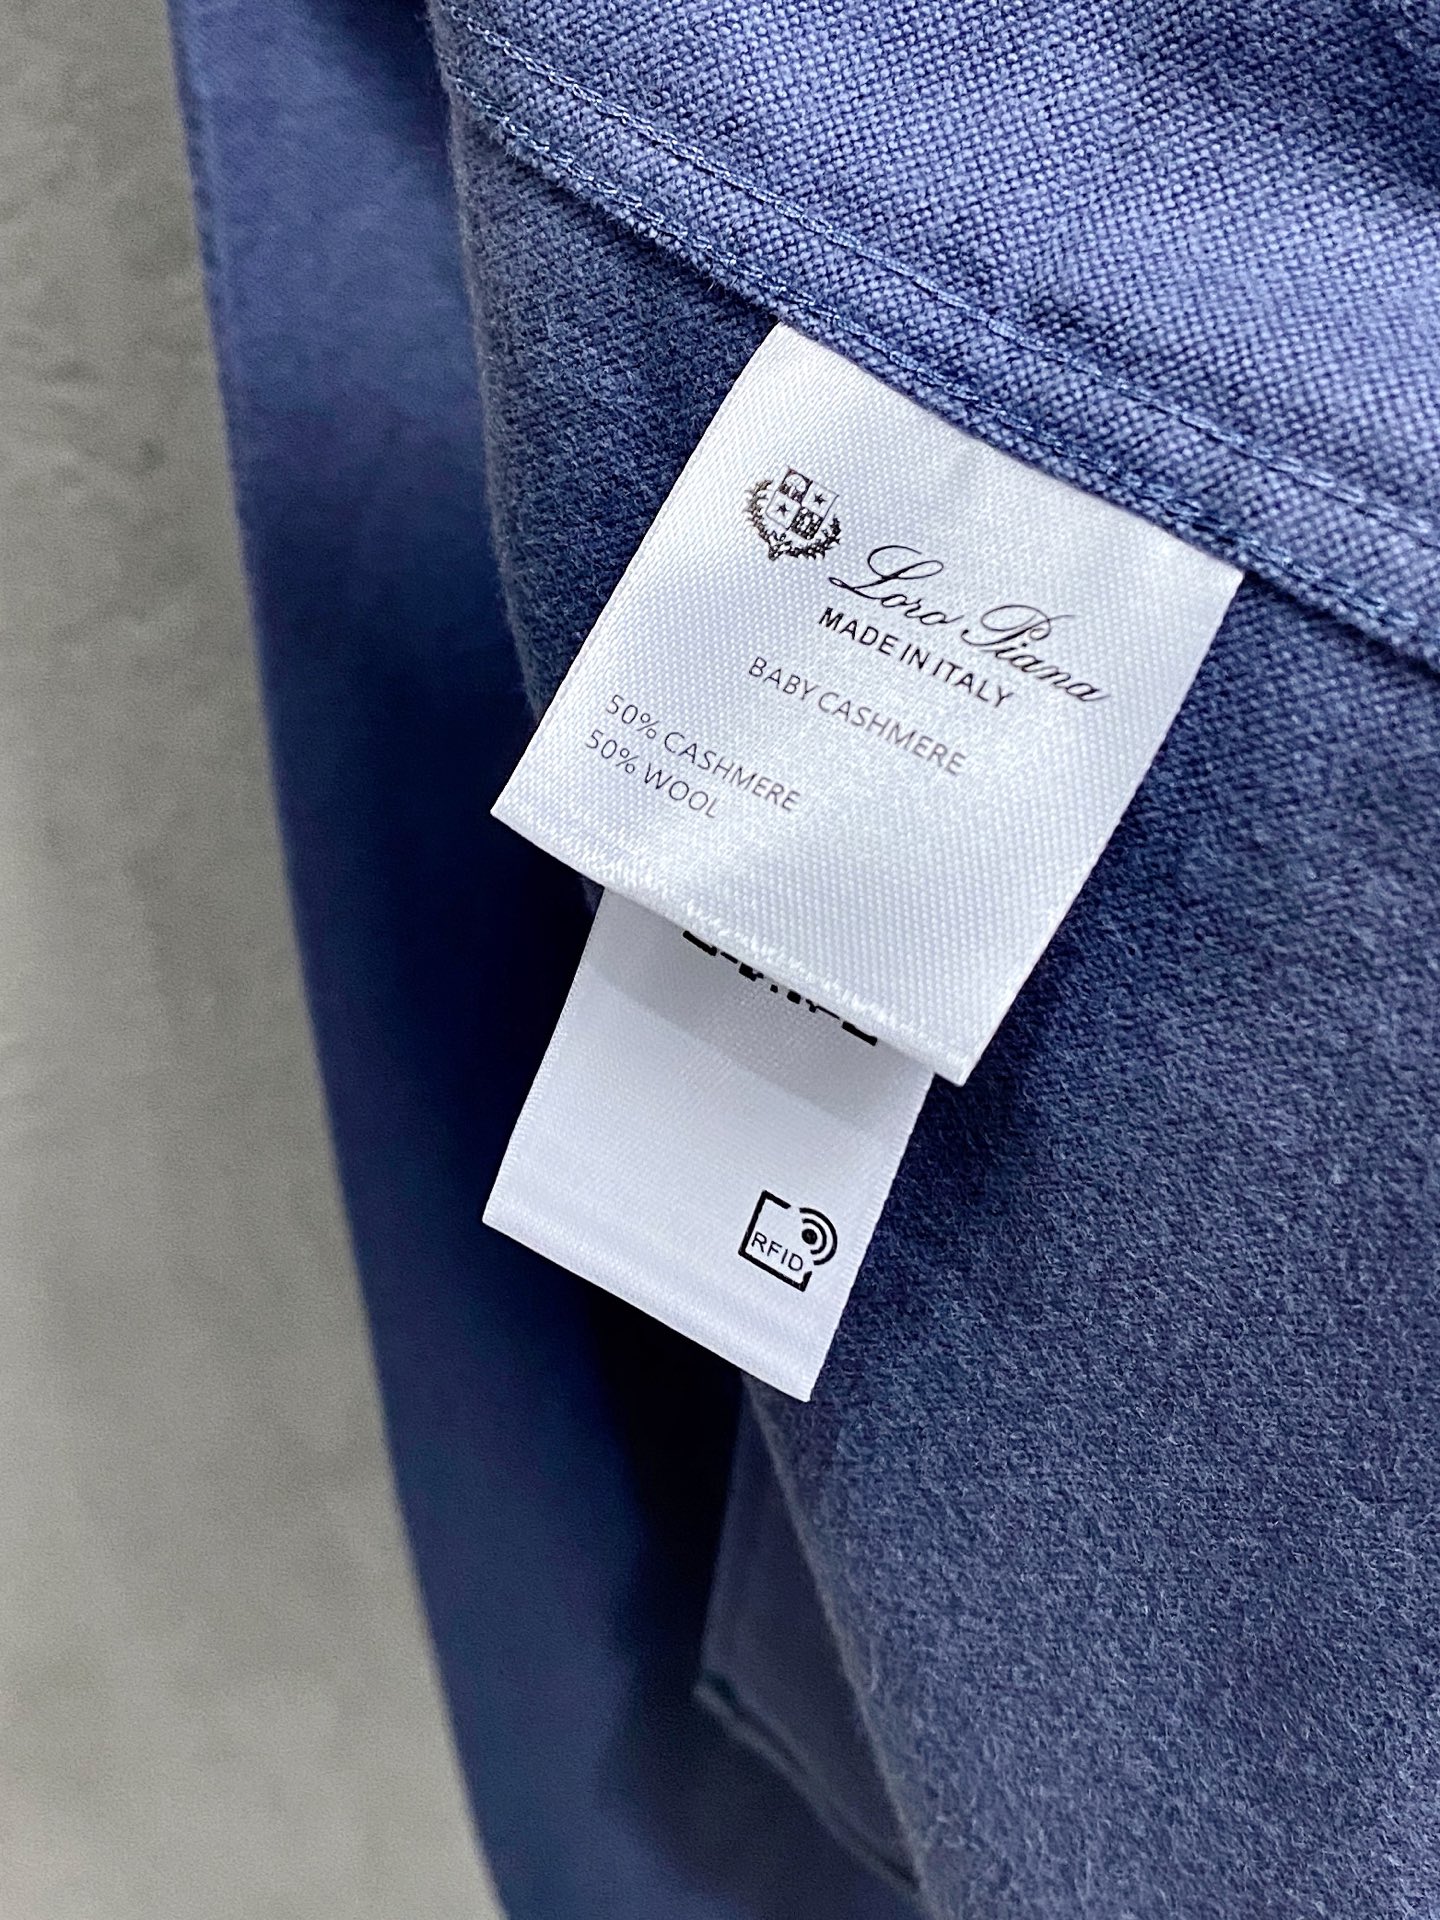 Loro Piana
MADE IN ITALY
BABY CASHMERE
50% CASHMERE
50% WOOL
RFID